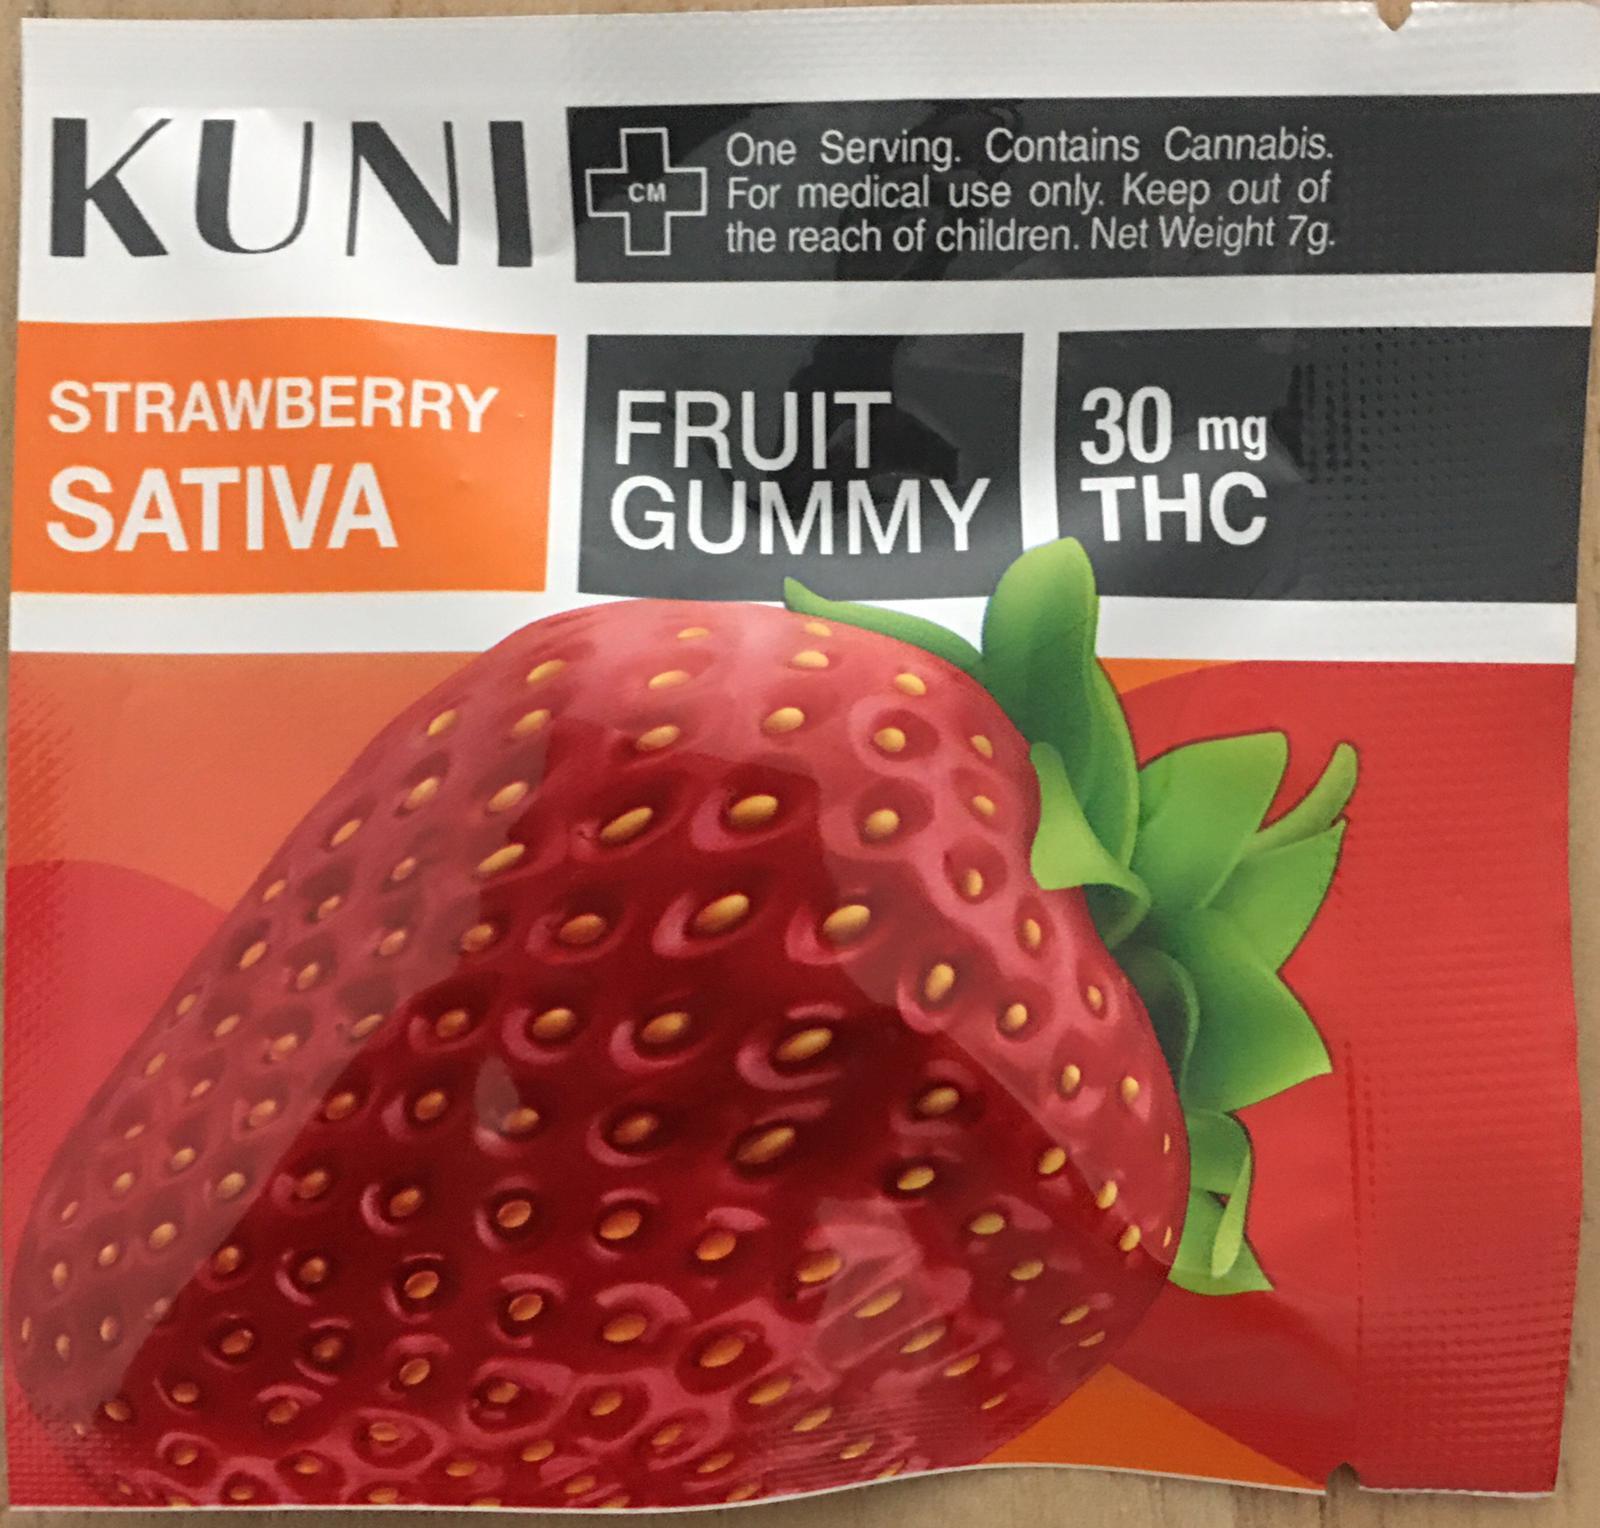 KUNI
CM
One Serving. Contains Cannabis.
For medical use only. Keep out of
the reach of children. Net Weight 7g.
STRAWBERRY
SATIVA
FRUIT
GUMMY
30 mg
THC